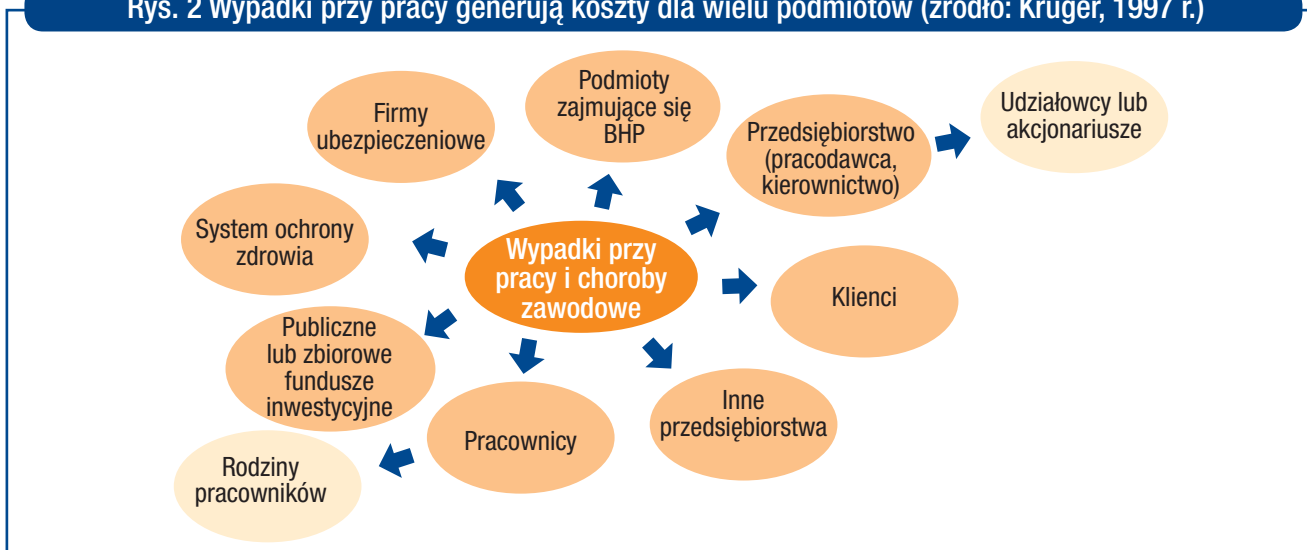 Rys. 2 Wypadki przy pracy generują koszty dla wielu podmiotów (źródło: Krüger, 1997 r.)
Podmioty
zajmujące się
BHP
Firmy
ubezpieczeniowe
Przedsiębiorstwo
(pracodawca,
kierownictwo)
Udziałowcy lub
akcjonariusze
System ochrony
zdrowia
Wypadki przy
pracy i choroby
zawodowe
Klienci
Publiczne
lub zbiorowe
fundusze
inwestycyjne
Inne
przedsiębiorstwa
Pracownicy
Rodziny
pracowników